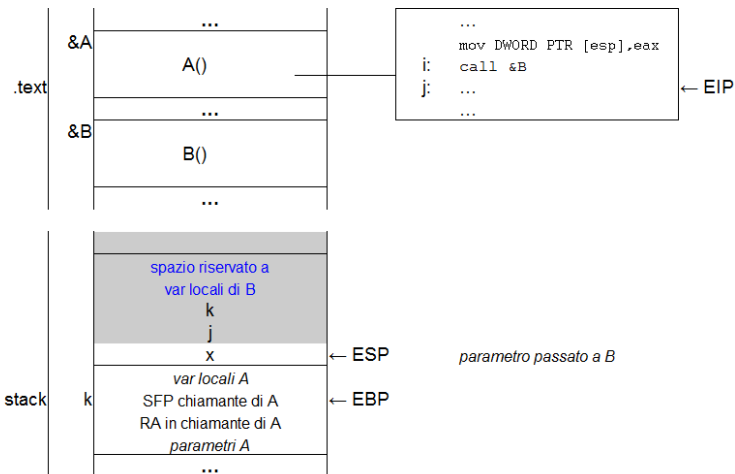 ...
&A
A()
.text
...
&B
B()
...
...
mov DWORD PTR [esp],eax
i: call &B
j: ...
← EIP
...
spazio riservato a
var locali di B
k
j
x
← ESP
parametro passato a B
var locali A
stack
k
SFP chiamante di A
← EBP
RA in chiamante di A
parametri A
...